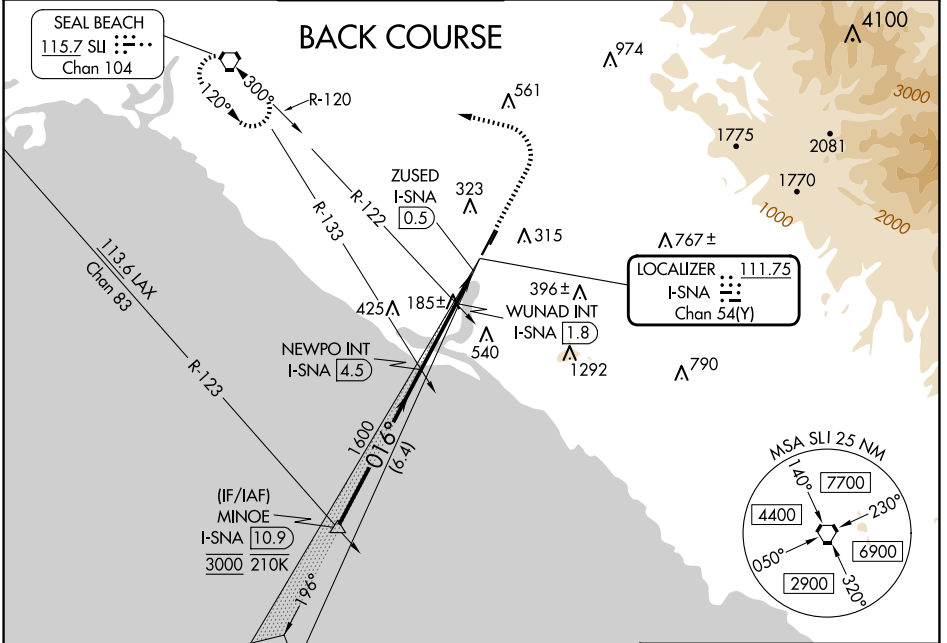 SEAL BEACH
115.7 SLI
Chan 104
BACK COURSE
300°
120°
R-120
561
974
4100
3000
1775
2081
1770
1000
2000
ZUSED
I-SNA
0.5
323
R-122
R-133
315
767 ±
113.6 LAX
Chan 83
LOCALIZER 111.75
I-SNA
Chan 54(Y)
425
185±
396 ±
WUNAD INT
I-SNA 1.8
NEWPO INT
I-SNA 4.5
540
1292
790
R-123
1600
016°
(6.4)
(IF/IAF)
MINOE
I-SNA 10.9
3000 210K
196°
MSA SLI 25 NM
140°
7700
230°
4400
050°
6900
2900
320°